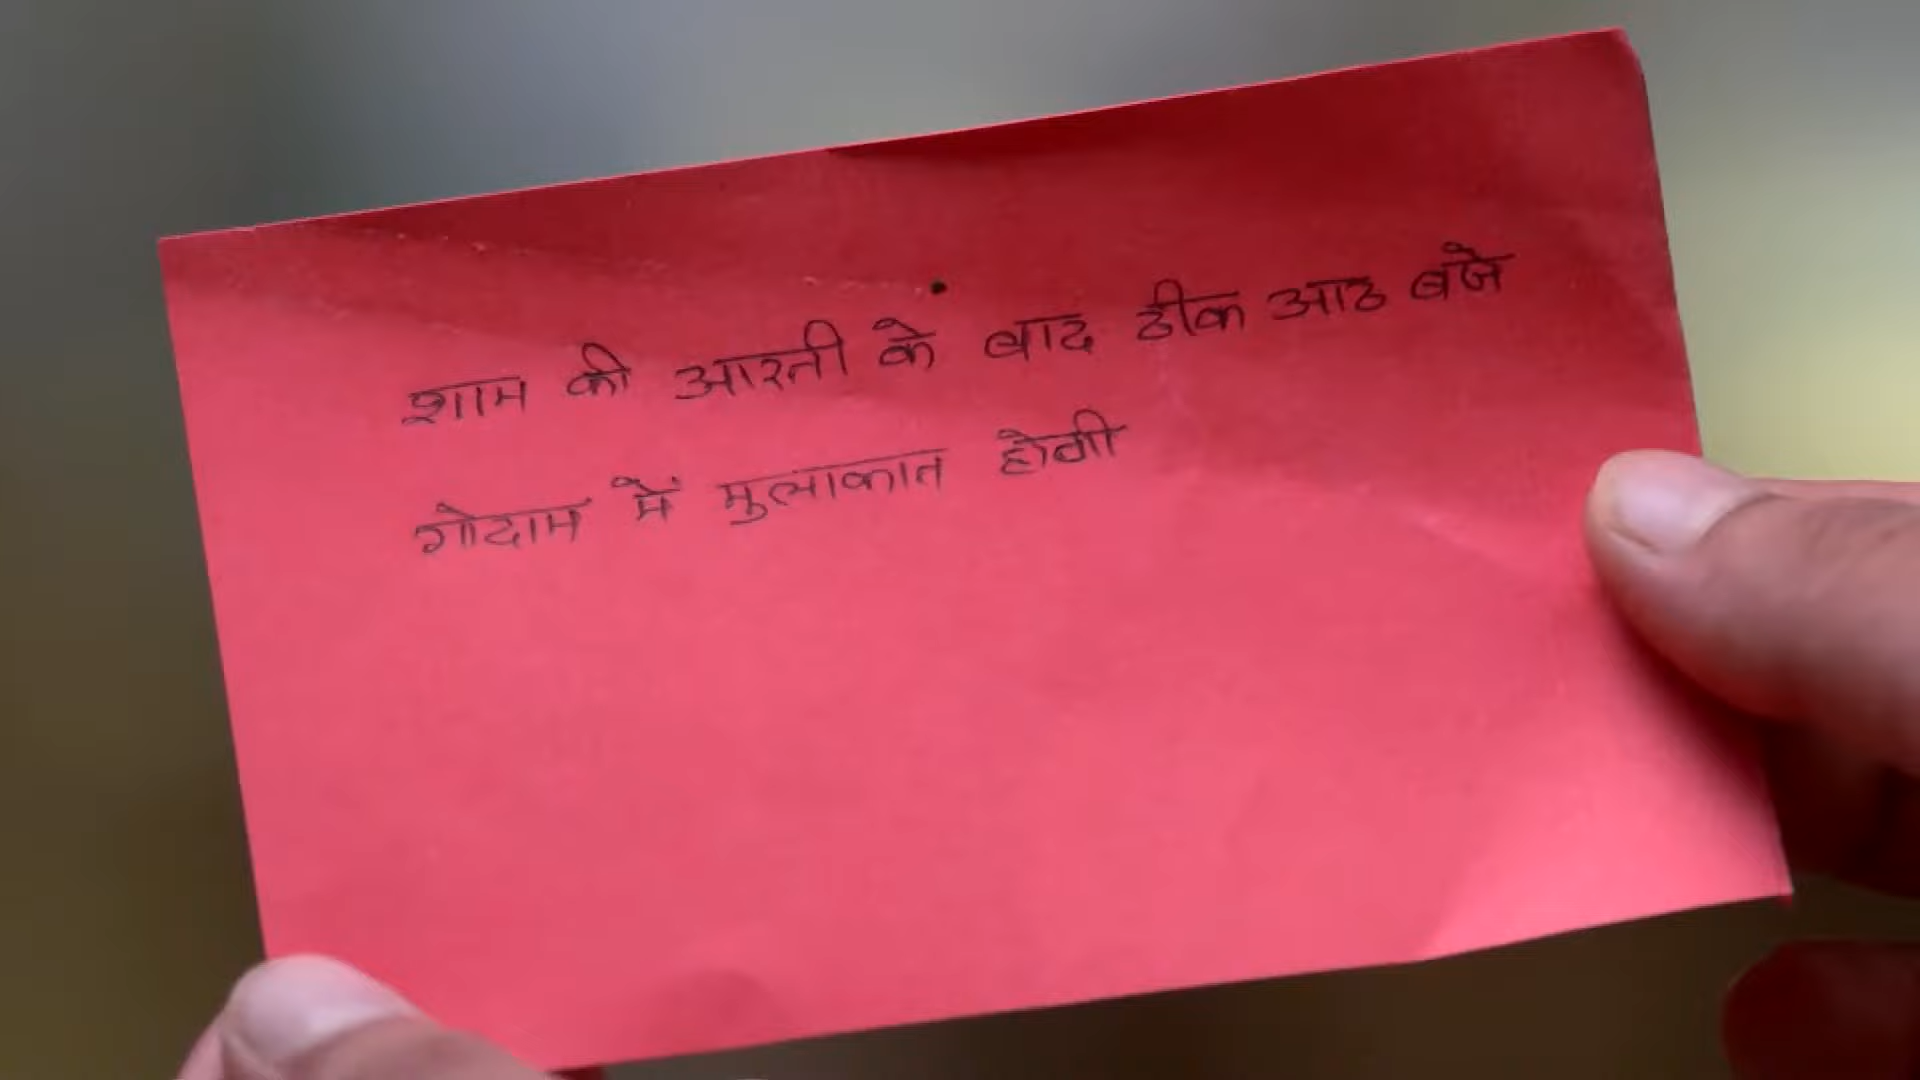 शाम की आरती के बाद ठीक आठ बजे
गोदाम में मुलाकात होगी